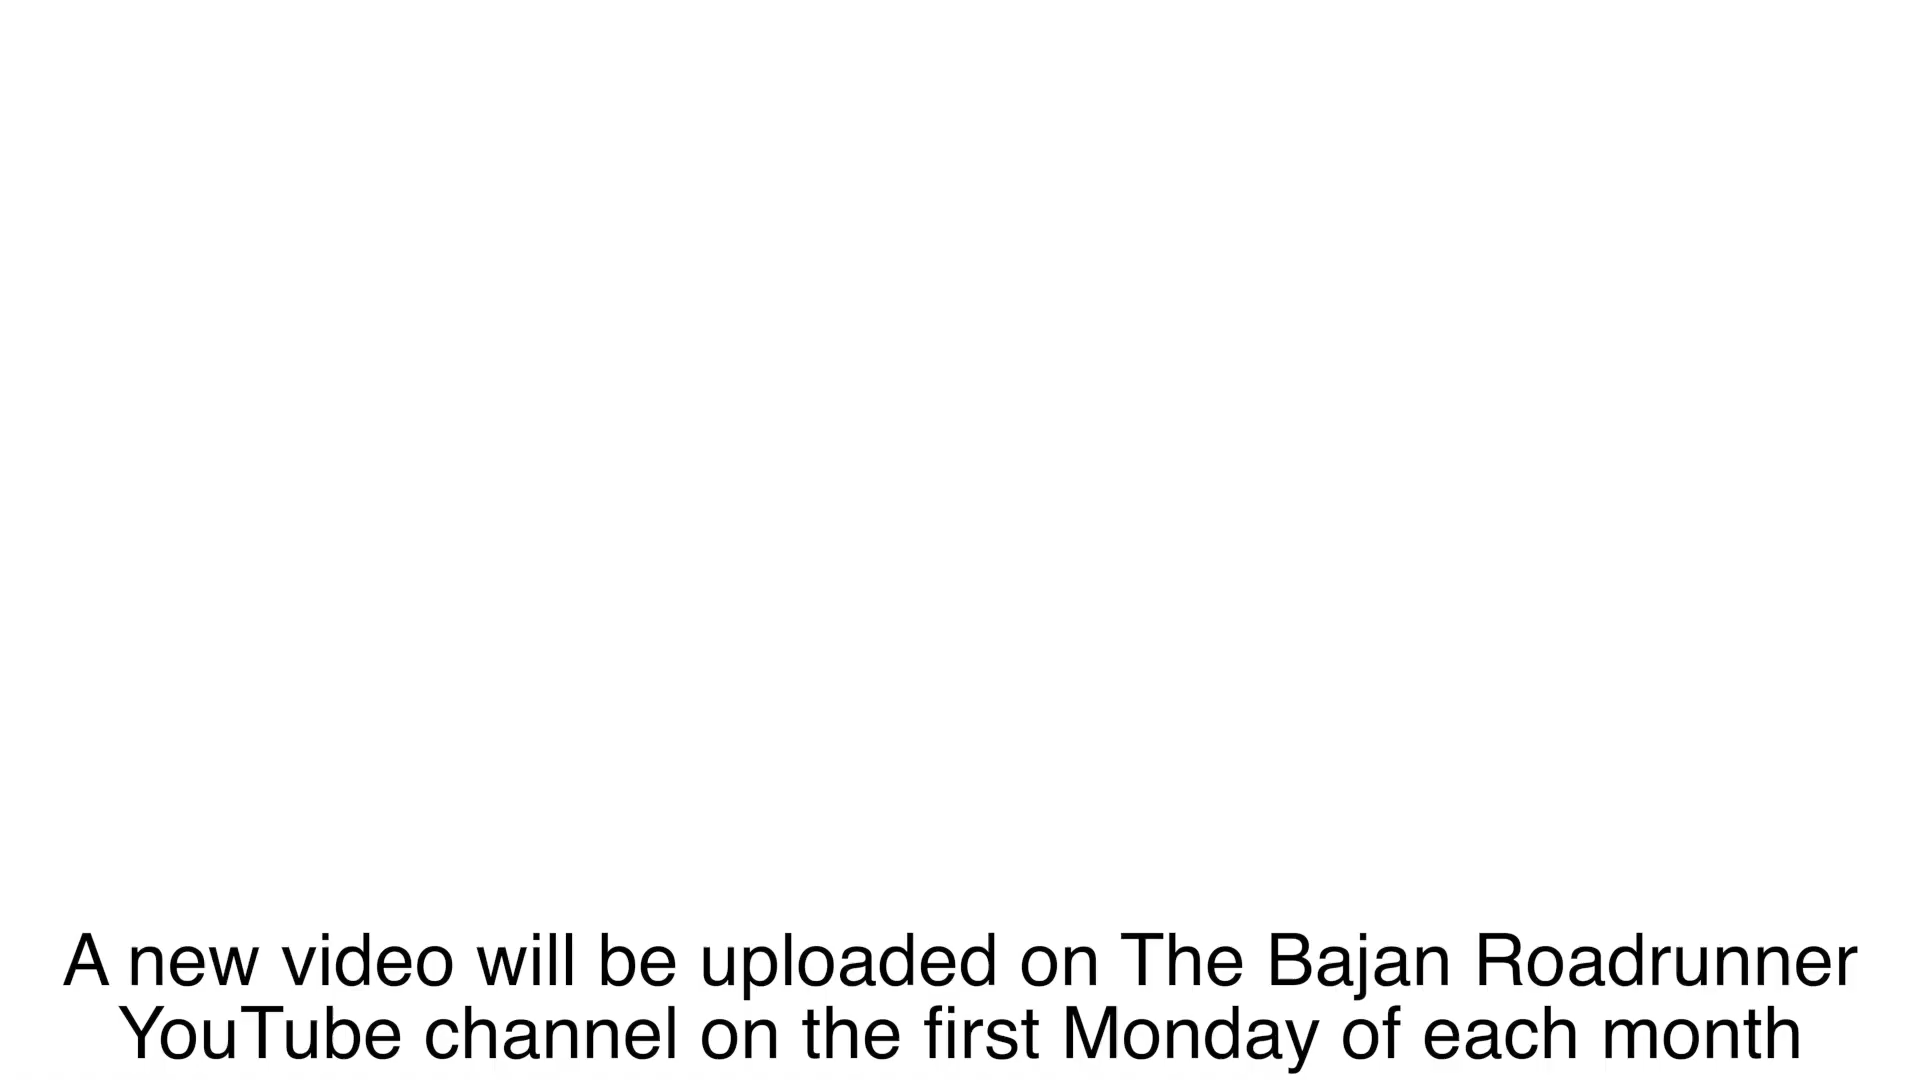 A new video will be uploaded on The Bajan Roadrunner
YouTube channel on the first Monday of each month